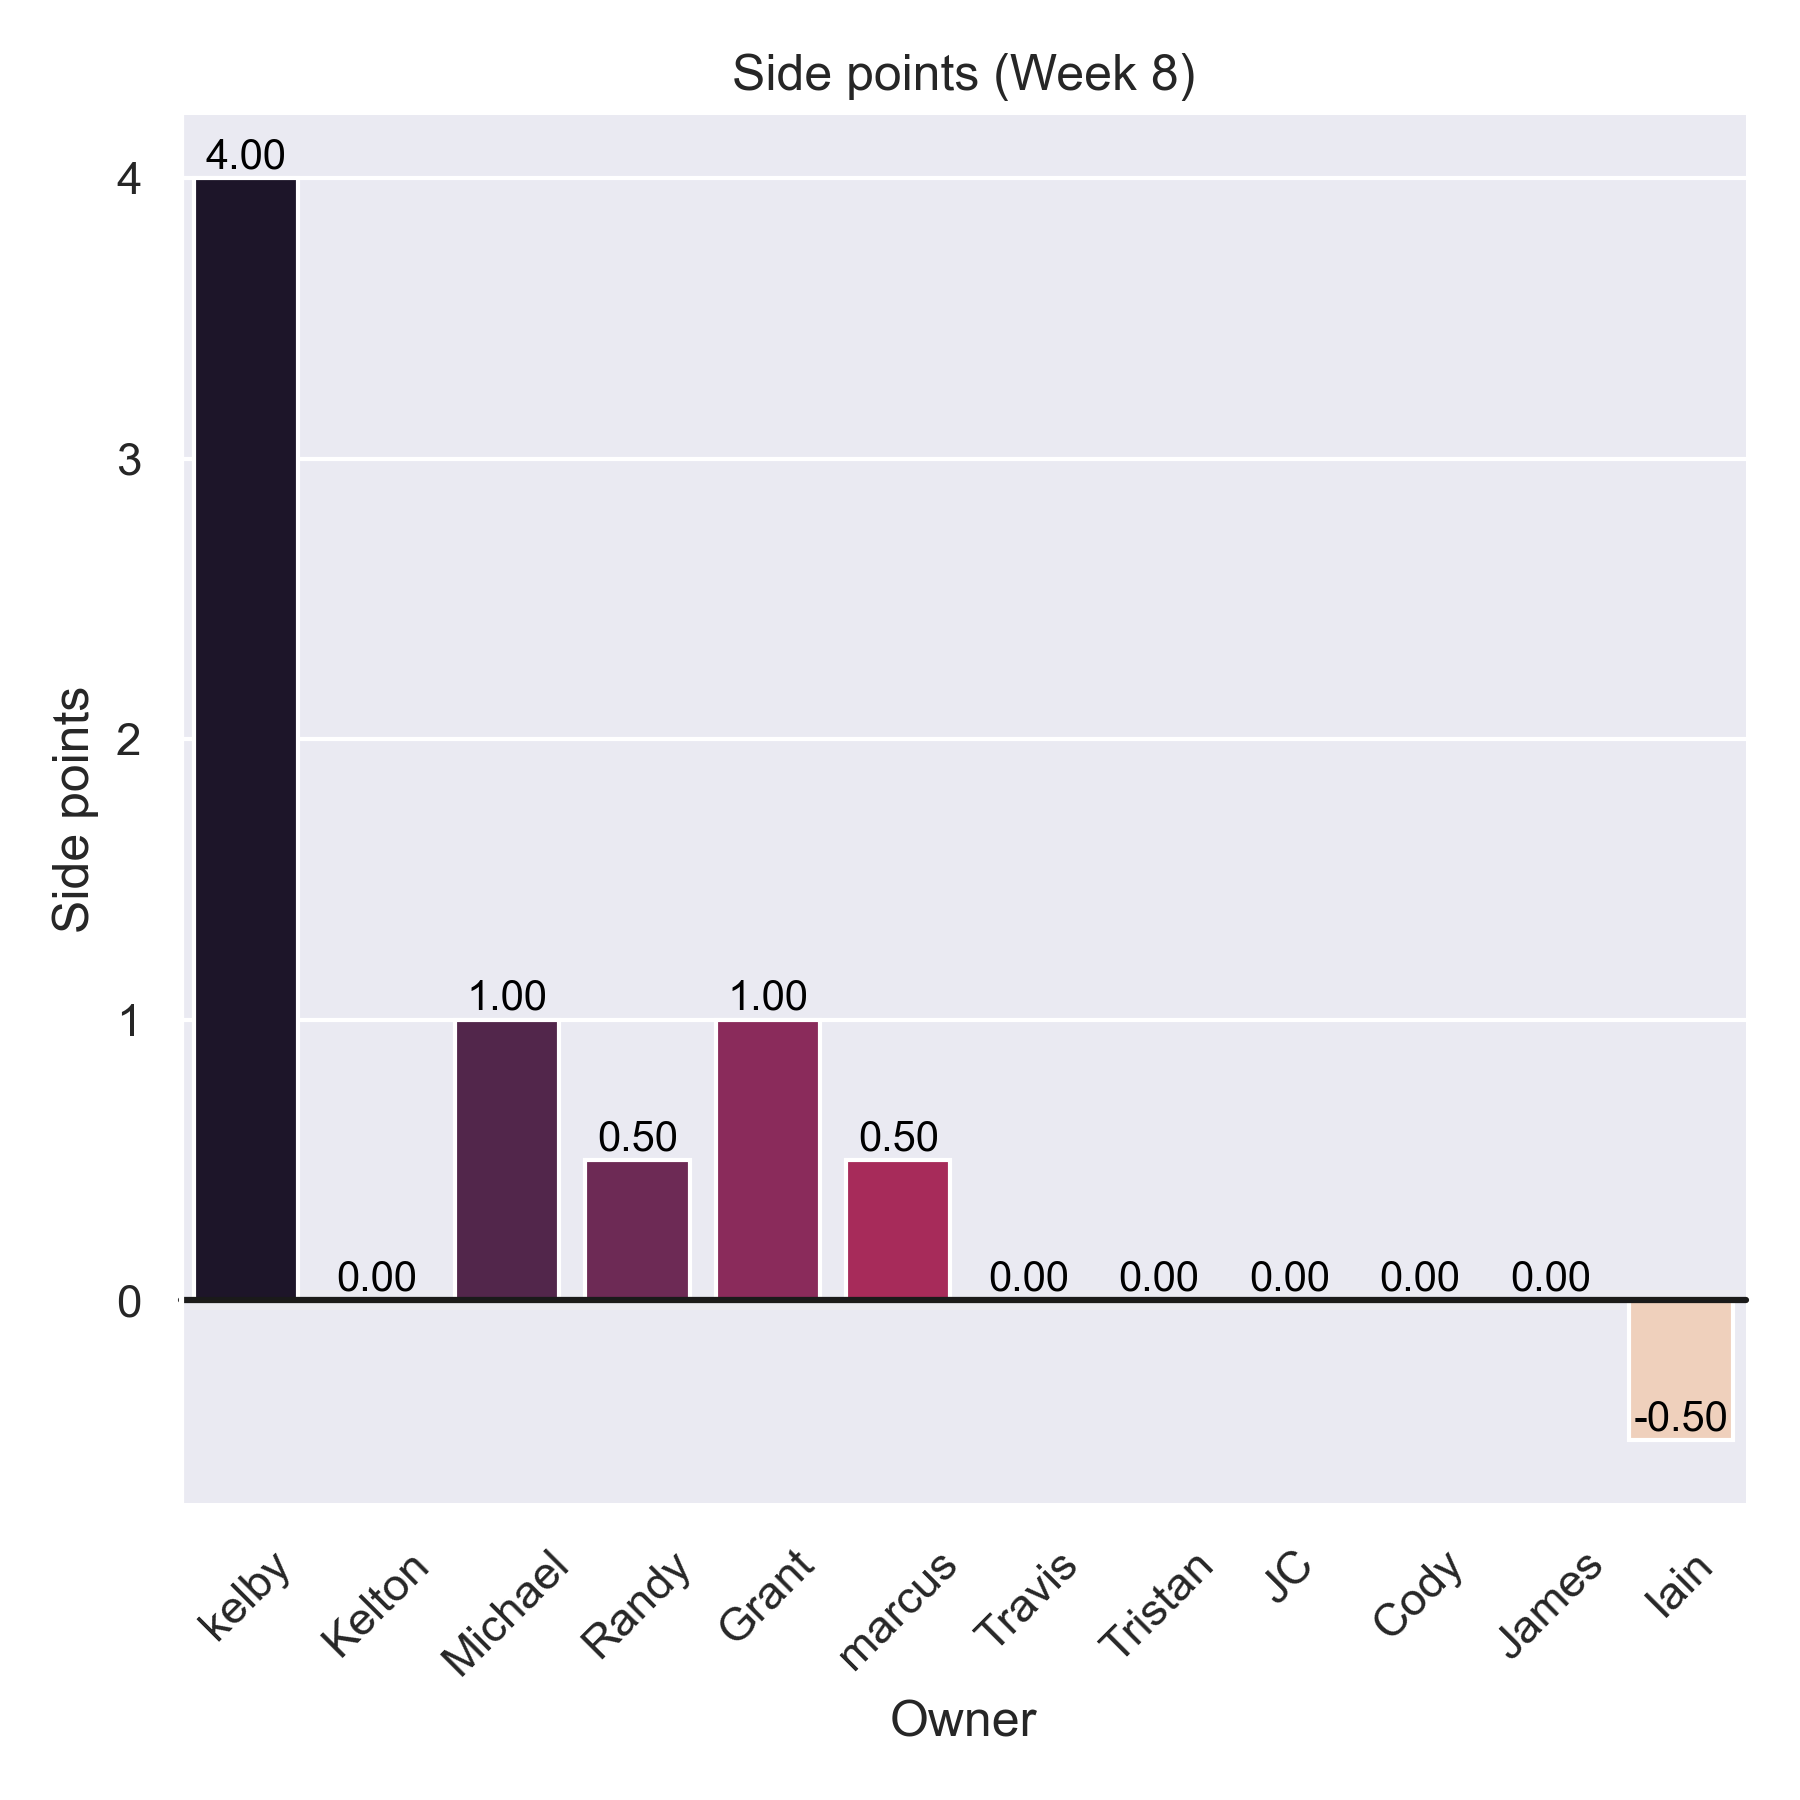 Side points (Week 8)
4.00
4
3
2
1
0
Side points
1.00
1.00
0.50
0.50
0.00
0.00
0.00
0.00
0.00
0.00
-0.50
kelby
Kelton
Michael
Randy
Grant
marcus
Travis
Tristan
JC
Cody
James
Iain
Owner